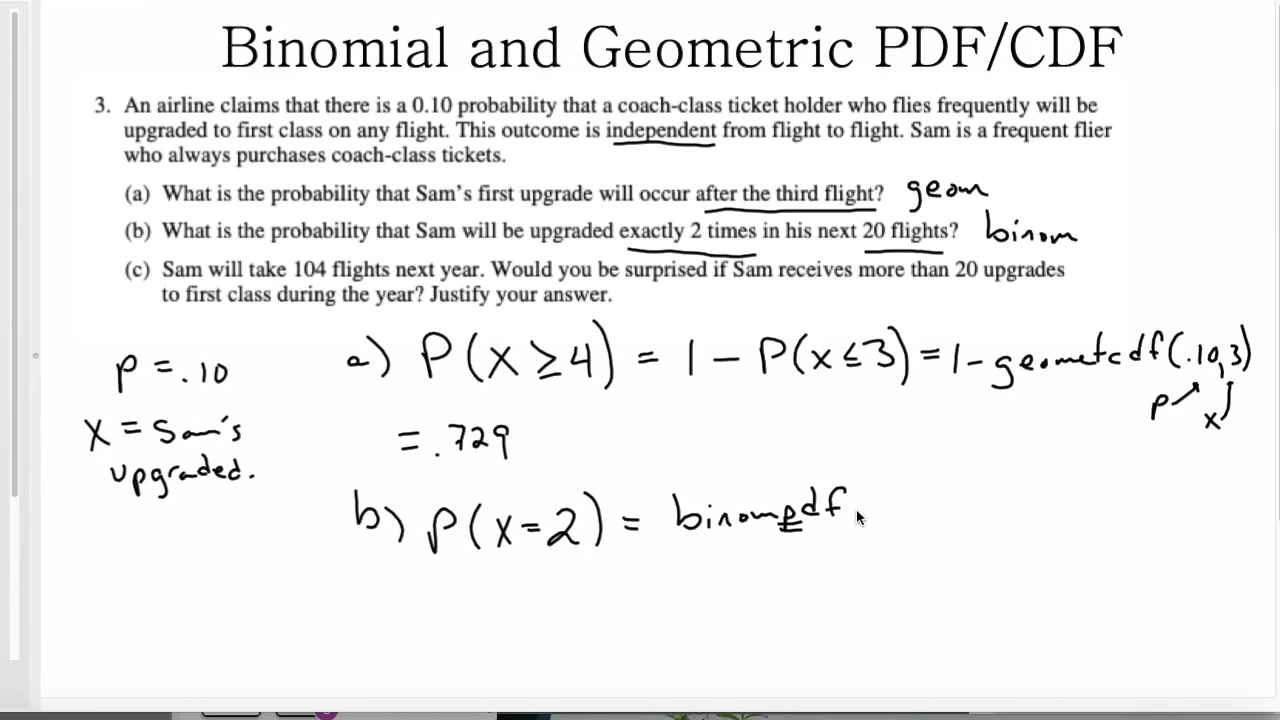 Binomial and Geometric PDF/CDF
3. An airline claims that there is a 0.10 probability that a coach-class ticket holder who flies frequently will be
upgraded to first class on any flight. This outcome is independent from flight to flight. Sam is a frequent flier
who always purchases coach-class tickets.
(a) What is the probability that Sam's first upgrade will occur after the third flight? geom
(b) What is the probability that Sam will be upgraded exactly 2 times in his next 20 flights? binom
(c) Sam will take 104 flights next year. Would you be surprised if Sam receives more than 20 upgrades
to first class during the year? Justify your answer.
p = .10
X = Sam's
upgraded.
a) P(X ≥ 4) = 1 - P(X ≤ 3) = 1 - geometcdf(.10, 3)
p x
= .729
b) P(X = 2) = binompdf